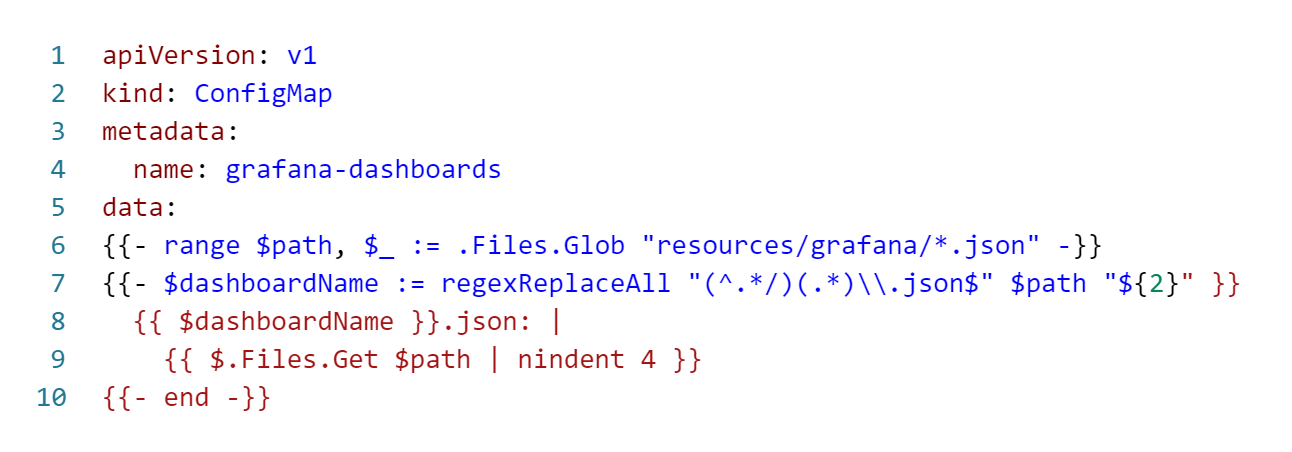 1 apiVersion: v1
2 kind: ConfigMap
3 metadata:
4   name: grafana-dashboards
5 data:
6 {{- range $path, $_ := .Files.Glob "resources/grafana/*.json" -}}
7 {{- $dashboardName := regexReplaceAll "(^.*/)(.*)\\.json$" $path "${2}" }}
8   {{ $dashboardName }}.json: |
9     {{ $.Files.Get $path | nindent 4 }}
10 {{- end -}}